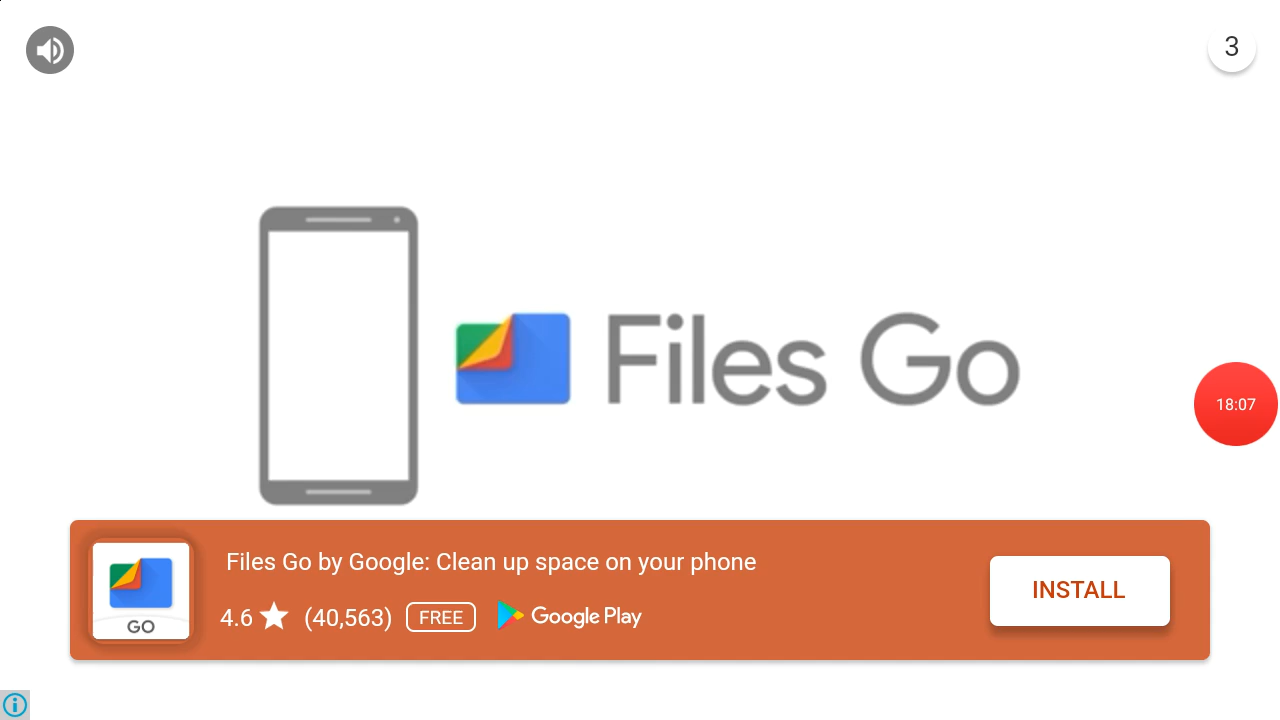 3
Files Go
18:07
GO
Files Go by Google: Clean up space on your phone
4.6 (40,563) FREE Google Play
INSTALL